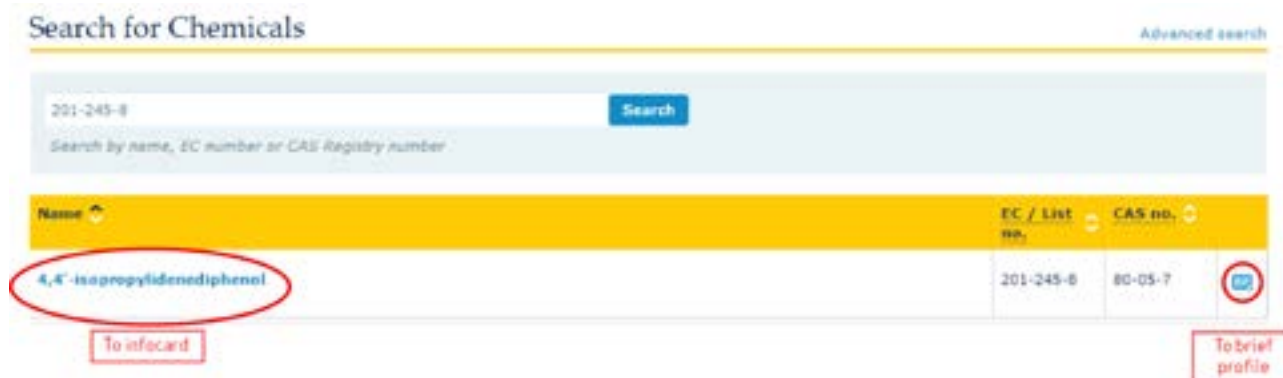 Search for Chemicals
Advanced search
201-245-8
Search
Search by name, EC number or CAS Registry number
Name
EC / List no.
CAS no.
4,4'-isopropylidenediphenol
201-245-8
80-05-7
BP
To infocard
To brief
profile